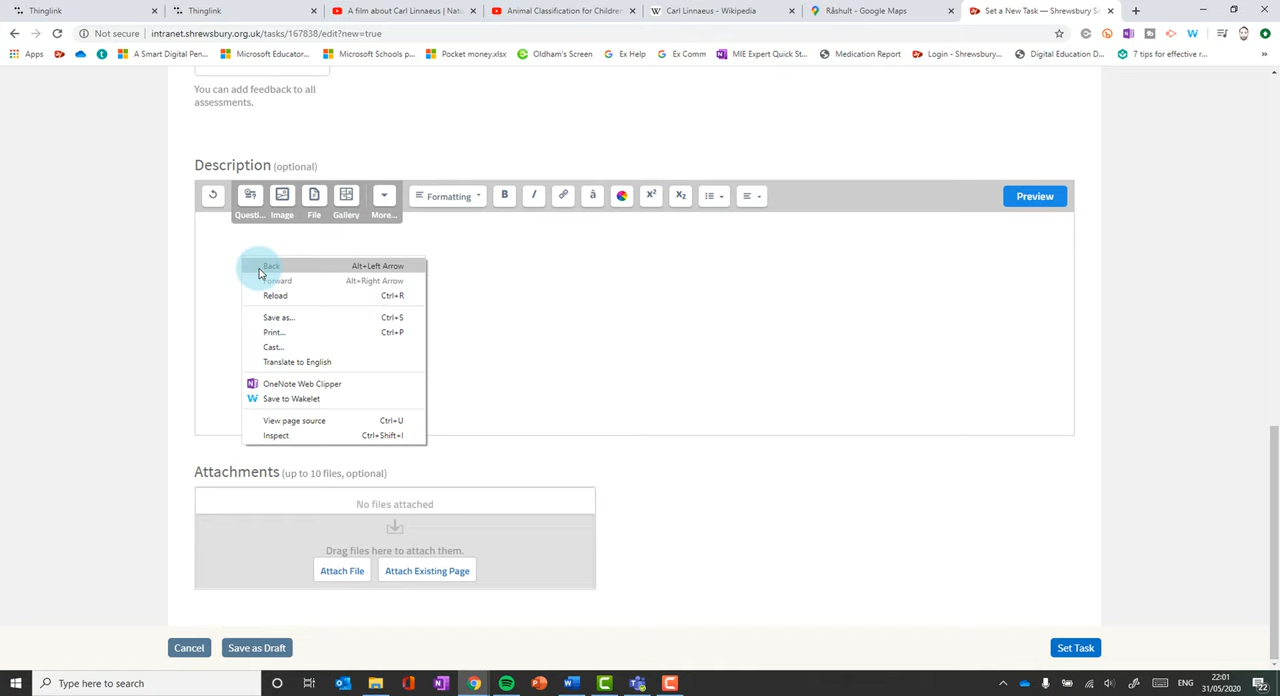 Thinglink
Thinglink
A film about Carl Linnaeus | Natu
Animal Classification for Children
Carl Linnaeus - Wikipedia
Råshult - Google Maps
Set a New Task — Shrewsbury Sc
Not secure | intranet.shrewsbury.org.uk/tasks/167838/edit?new=true
Apps
A Smart Digital Pen...
Microsoft Educator...
Microsoft Schools p...
Pocket money.xlsx
Oldham's Screen
Ex Help
Ex Comm
MIE Expert Quick St...
Medication Report
Login - Shrewsbury...
Digital Education D...
7 tips for effective r...
You can add feedback to all
assessments.
Description (optional)
Questi...
Image
File
Gallery
More...
Formatting
B
I
â
X²
X₂
Preview
Back Alt+Left Arrow
Forward Alt+Right Arrow
Reload Ctrl+R
Save as... Ctrl+S
Print... Ctrl+P
Cast...
Translate to English
OneNote Web Clipper
Save to Wakelet
View page source Ctrl+U
Inspect Ctrl+Shift+I
Attachments (up to 10 files, optional)
No files attached
Drag files here to attach them.
Attach File
Attach Existing Page
Cancel
Save as Draft
Set Task
Type here to search
ENG
22:01
31/05/2020
22